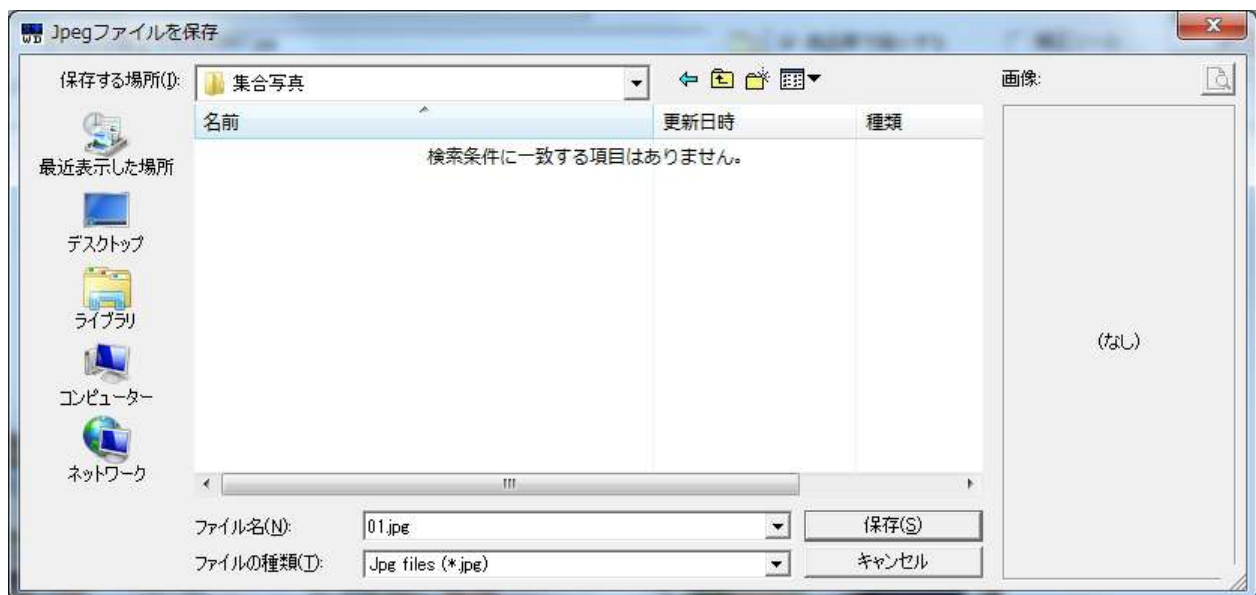 Jpegファイルを保存
保存する場所(I):
集合写真
画像:
名前 更新日時 種類
検索条件に一致する項目はありません。
最近表示した場所
デスクトップ
ライブラリ
コンピューター
ネットワーク
(なし)
ファイル名(N): 01.jpg 保存(S)
ファイルの種類(T): Jpg files (*.jpg) キャンセル